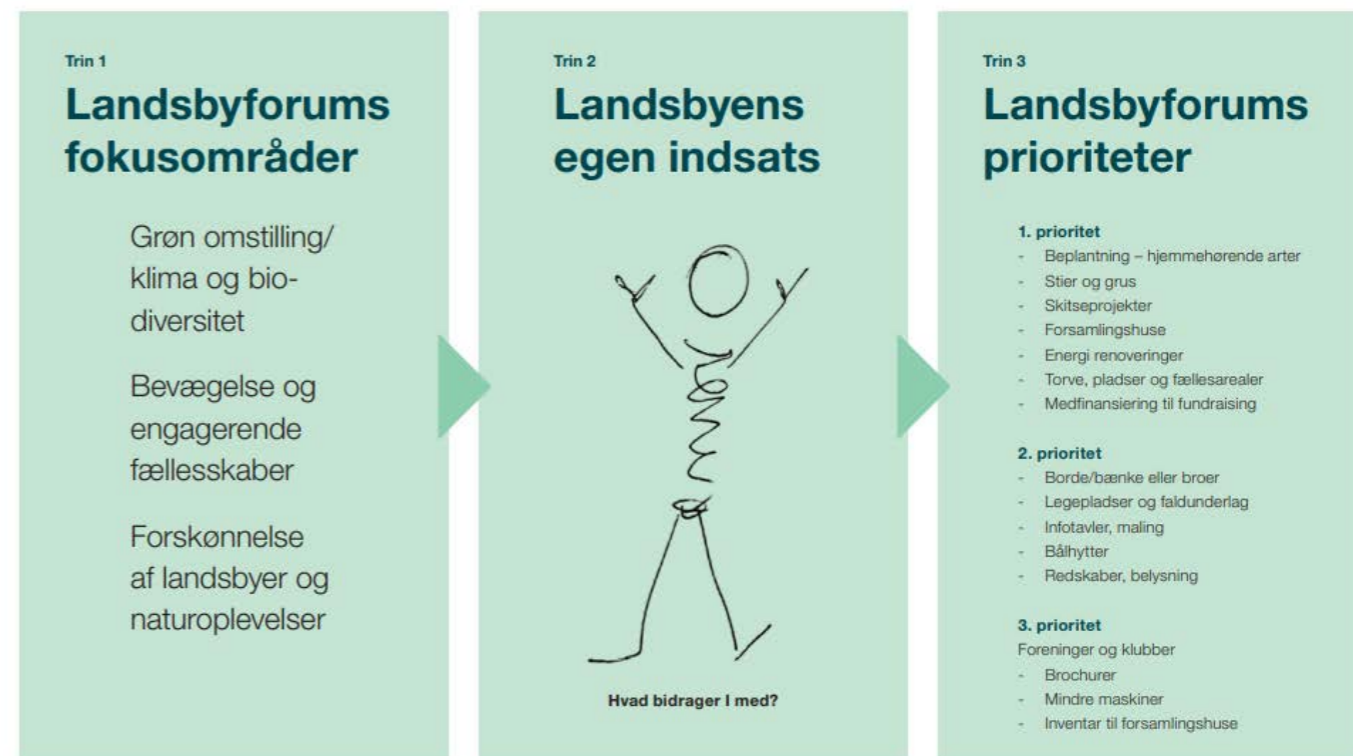 Trin 1
Landsbyforums
fokusområder
Grøn omstilling/
klima og bio-
diversitet
Bevægelse og
engagerende
fællesskaber
Forskønnelse
af landsbyer og
naturoplevelser
Trin 2
Landsbyens
egen indsats
Hvad bidrager I med?
Trin 3
Landsbyforums
prioriteter
1. prioritet
- Beplantning – hjemmehørende arter
- Stier og grus
- Skitseprojekter
- Forsamlingshuse
- Energi renoveringer
- Torve, pladser og fællesarealer
- Medfinansiering til fundraising
2. prioritet
- Borde/bænke eller broer
- Legepladser og faldunderlag
- Infotavler, maling
- Bålhytter
- Redskaber, belysning
3. prioritet
Foreninger og klubber
- Brochurer
- Mindre maskiner
- Inventar til forsamlingshuse